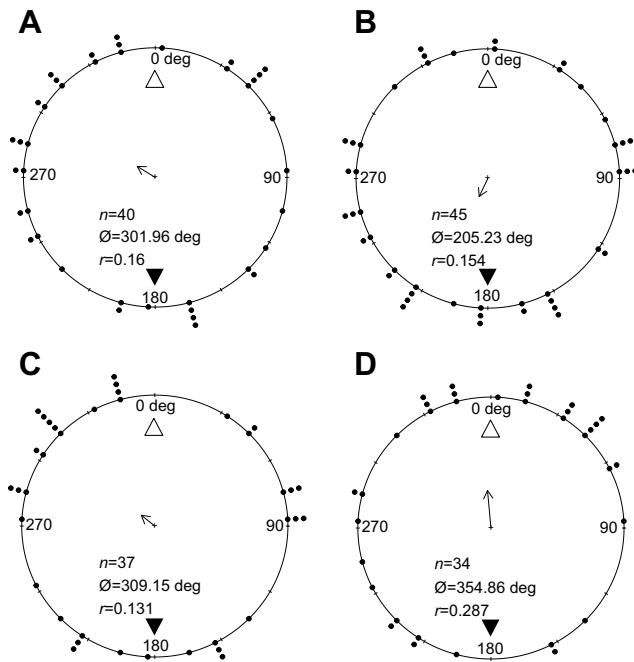 A
0 deg
270
90
n=40
Ø=301.96 deg
r=0.16
180
B
0 deg
270
90
n=45
Ø=205.23 deg
r=0.154
180
C
0 deg
270
90
n=37
Ø=309.15 deg
r=0.131
180
D
0 deg
270
90
n=34
Ø=354.86 deg
r=0.287
180